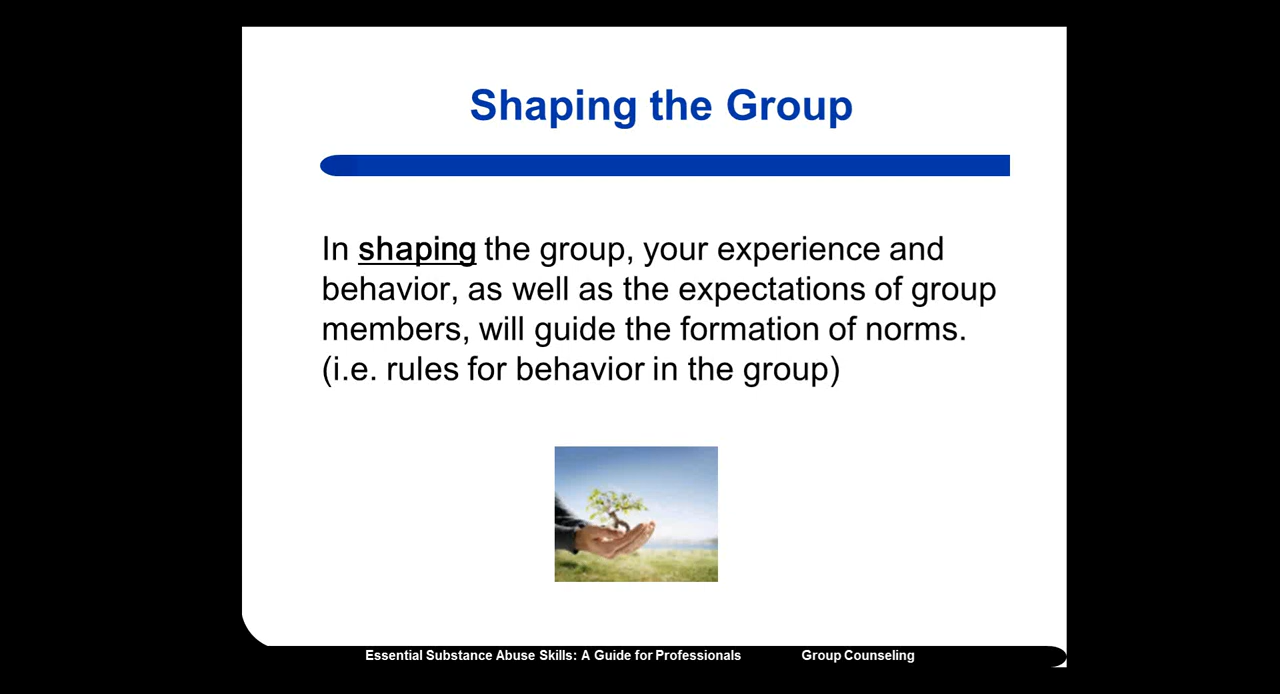 Shaping the Group
In shaping the group, your experience and
behavior, as well as the expectations of group
members, will guide the formation of norms.
(i.e. rules for behavior in the group)
Essential Substance Abuse Skills: A Guide for Professionals Group Counseling